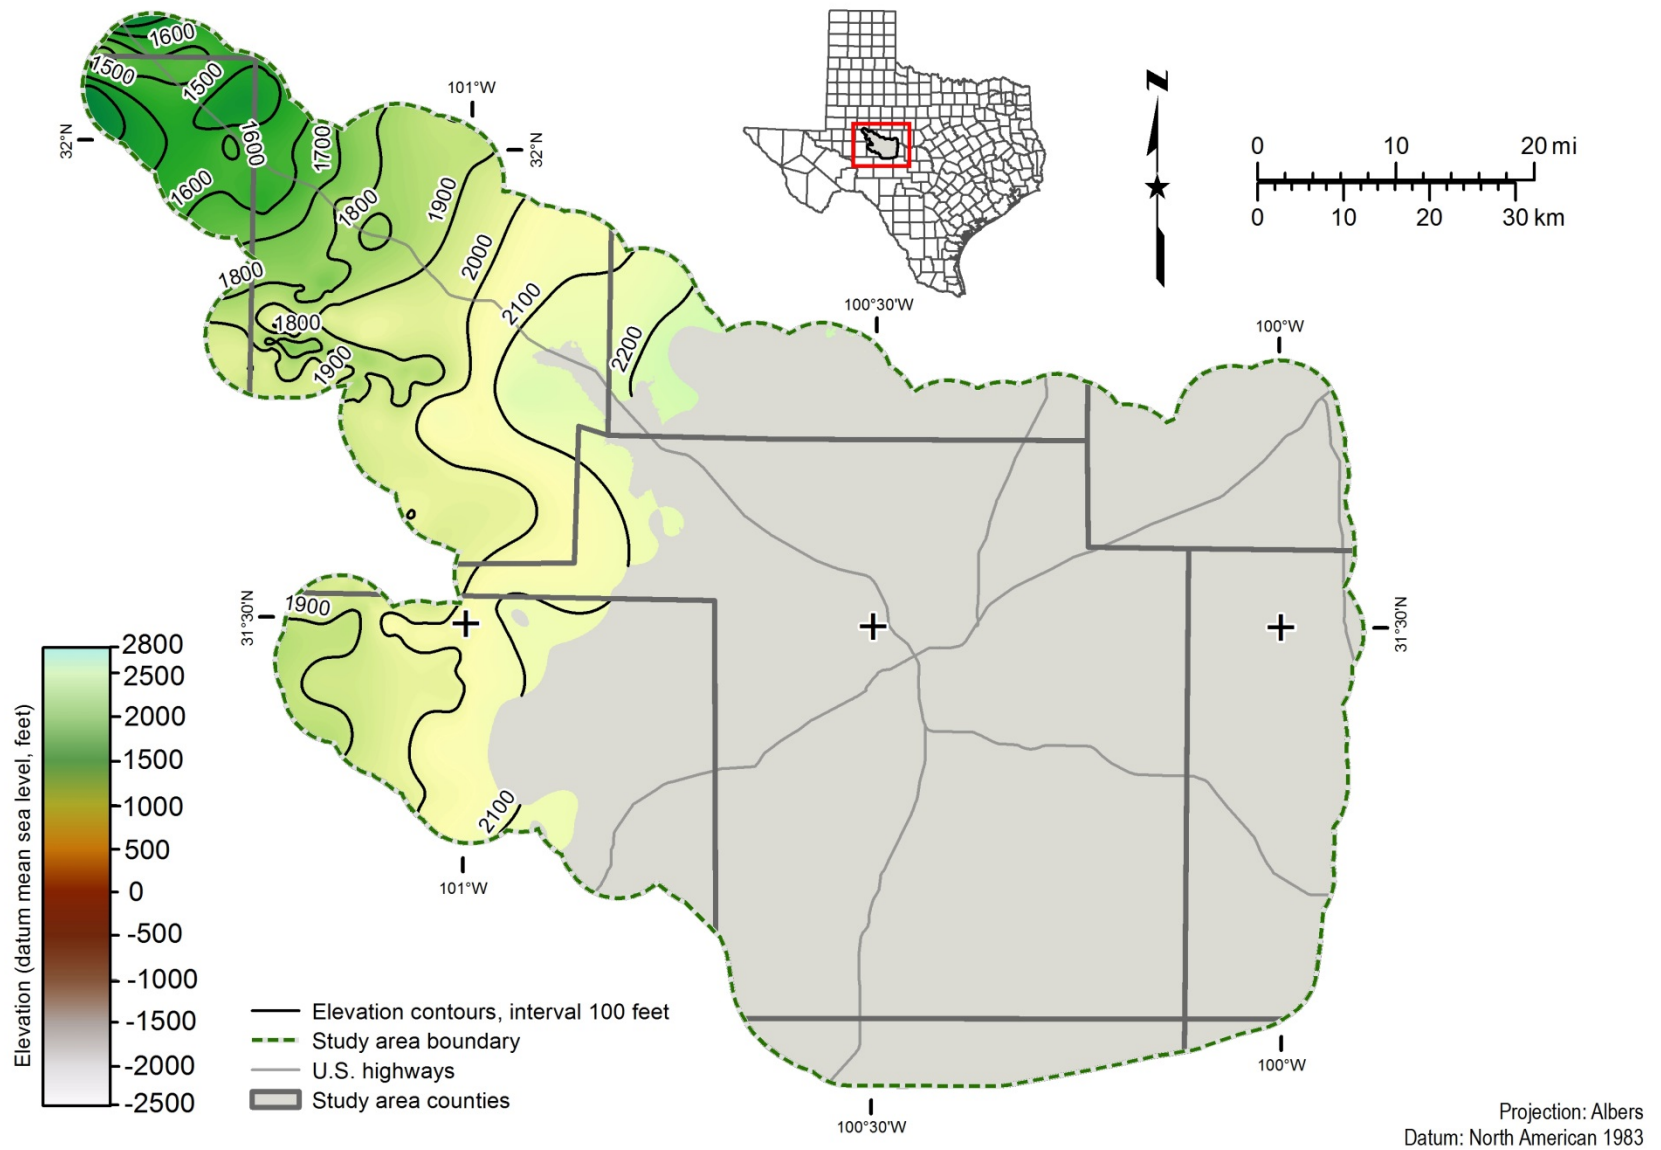 1600
1500
1500
1600
1700
1600
1800
1900
1800
2000
1800
2100
1900
2200
1900
2100
101°W
32°N
32°N
100°30'W
100°W
31°30'N
31°30'N
101°W
100°W
100°30'W
N
0 10 20 mi
0 10 20 30 km
Elevation (datum mean sea level, feet)
2800
2500
2000
1500
1000
500
0
-500
-1000
-1500
-2000
-2500
Elevation contours, interval 100 feet
Study area boundary
U.S. highways
Study area counties
Projection: Albers
Datum: North American 1983